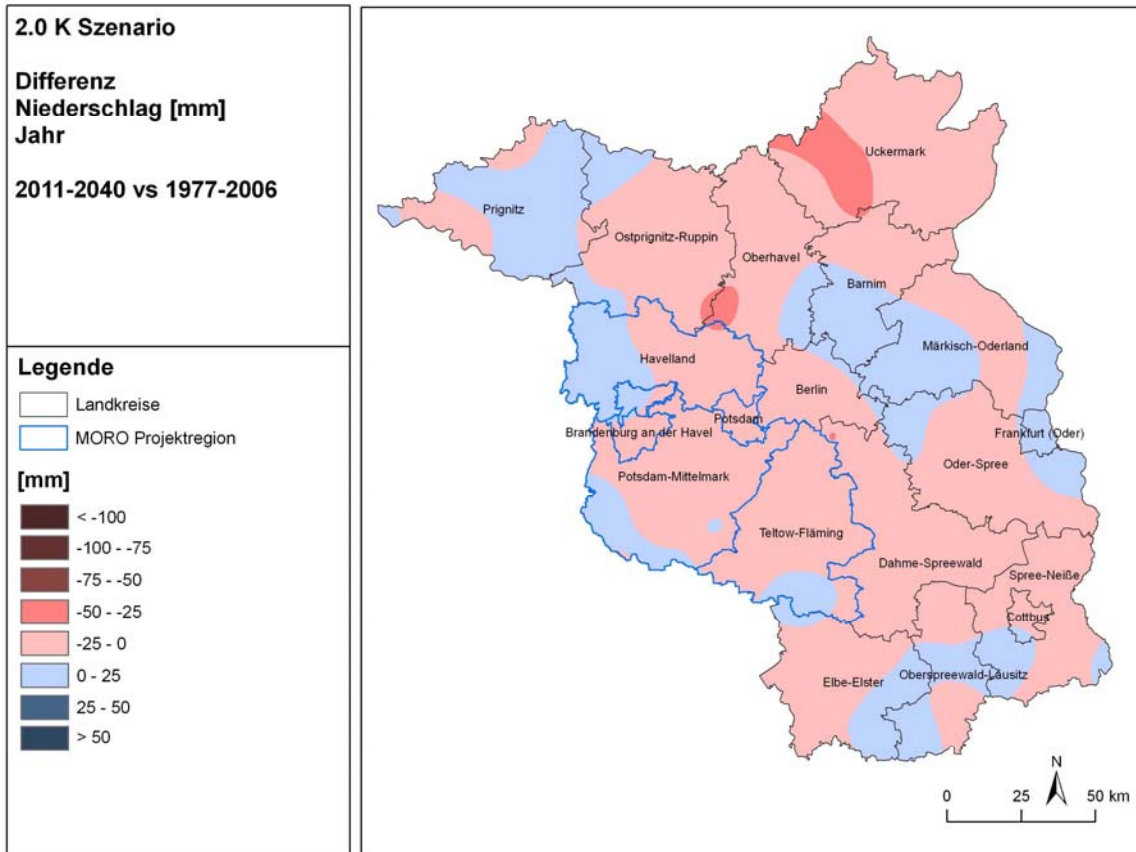 2.0 K Szenario
Differenz
Niederschlag [mm]
Jahr
2011-2040 vs 1977-2006
Legende
Landkreise
MORO Projektregion
[mm]
< -100
-100 - -75
-75 - -50
-50 - -25
-25 - 0
0 - 25
25 - 50
> 50
Uckermark
Prignitz
Ostprignitz-Ruppin
Oberhavel
Barnim
Märkisch-Oderland
Havelland
Berlin
Potsdam
Brandenburg an der Havel
Frankfurt (Oder)
Oder-Spree
Potsdam-Mittelmark
Teltow-Fläming
Dahme-Spreewald
Spree-Neiße
Cottbus
Elbe-Elster
Oberspreewald-Lausitz
N
0 25 50 km